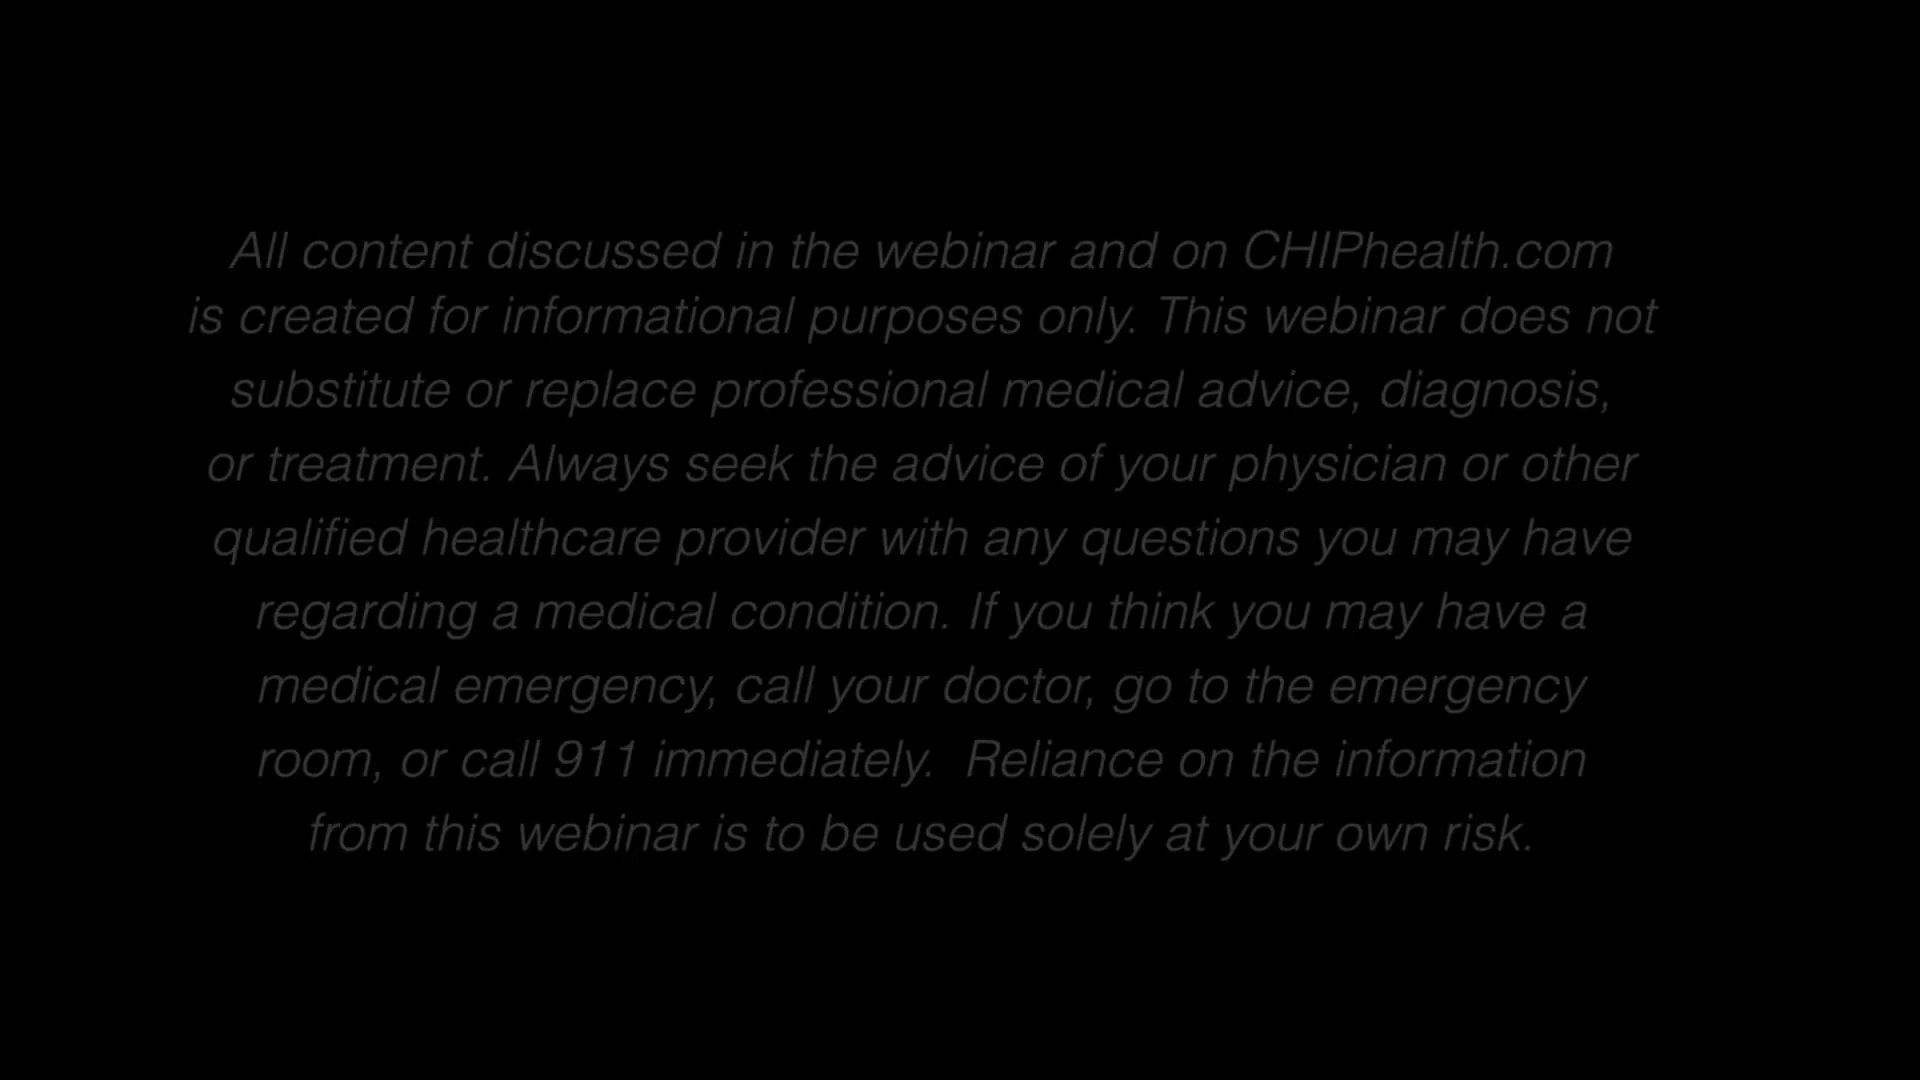 All content discussed in the webinar and on CHIPhealth.com
is created for informational purposes only. This webinar does not
substitute or replace professional medical advice, diagnosis,
or treatment. Always seek the advice of your physician or other
qualified healthcare provider with any questions you may have
regarding a medical condition. If you think you may have a
medical emergency, call your doctor, go to the emergency
room, or call 911 immediately.  Reliance on the information
from this webinar is to be used solely at your own risk.